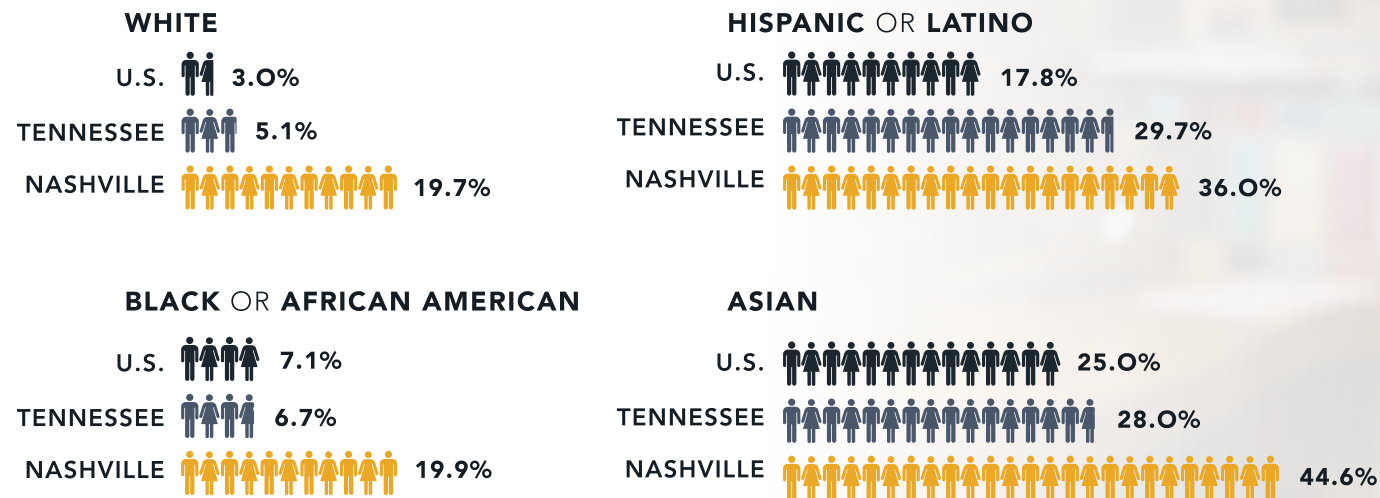 WHITE
U.S. 3.0%
TENNESSEE 5.1%
NASHVILLE 19.7%
HISPANIC OR LATINO
U.S. 17.8%
TENNESSEE 29.7%
NASHVILLE 36.0%
BLACK OR AFRICAN AMERICAN
U.S. 7.1%
TENNESSEE 6.7%
NASHVILLE 19.9%
ASIAN
U.S. 25.0%
TENNESSEE 28.0%
NASHVILLE 44.6%